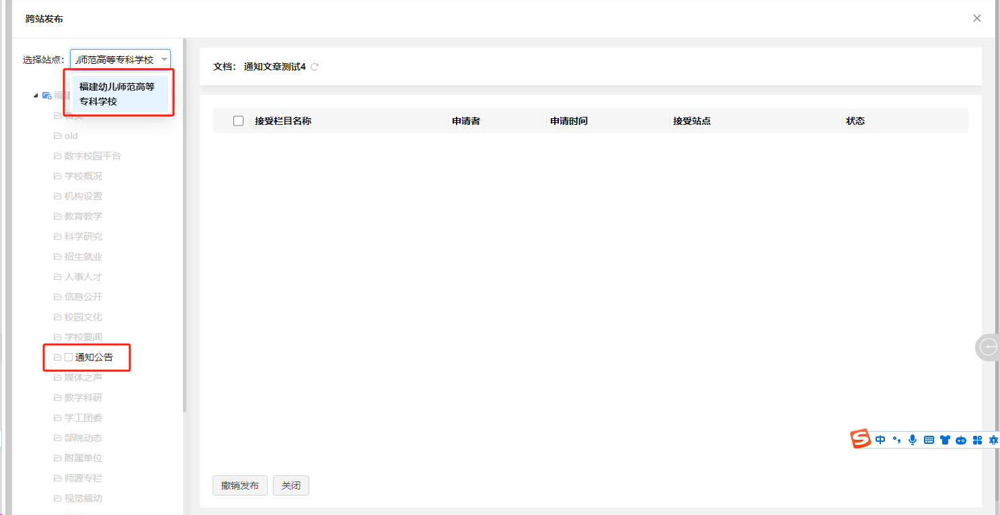 跨站发布
选择站点:
师范高等专科学校
福建幼儿师范高等
专科学校
福建
首页
old
数字校园平台
学校概况
机构设置
教育教学
科学研究
招生就业
人事人才
信息公开
校园文化
学校要闻
通知公告
媒体之声
教学科研
学工团委
部院动态
附属单位
师源专栏
视觉福幼
文档: 通知文章测试4
接受栏目名称 申请者 申请时间 接受站点 状态
撤销发布 关闭
中